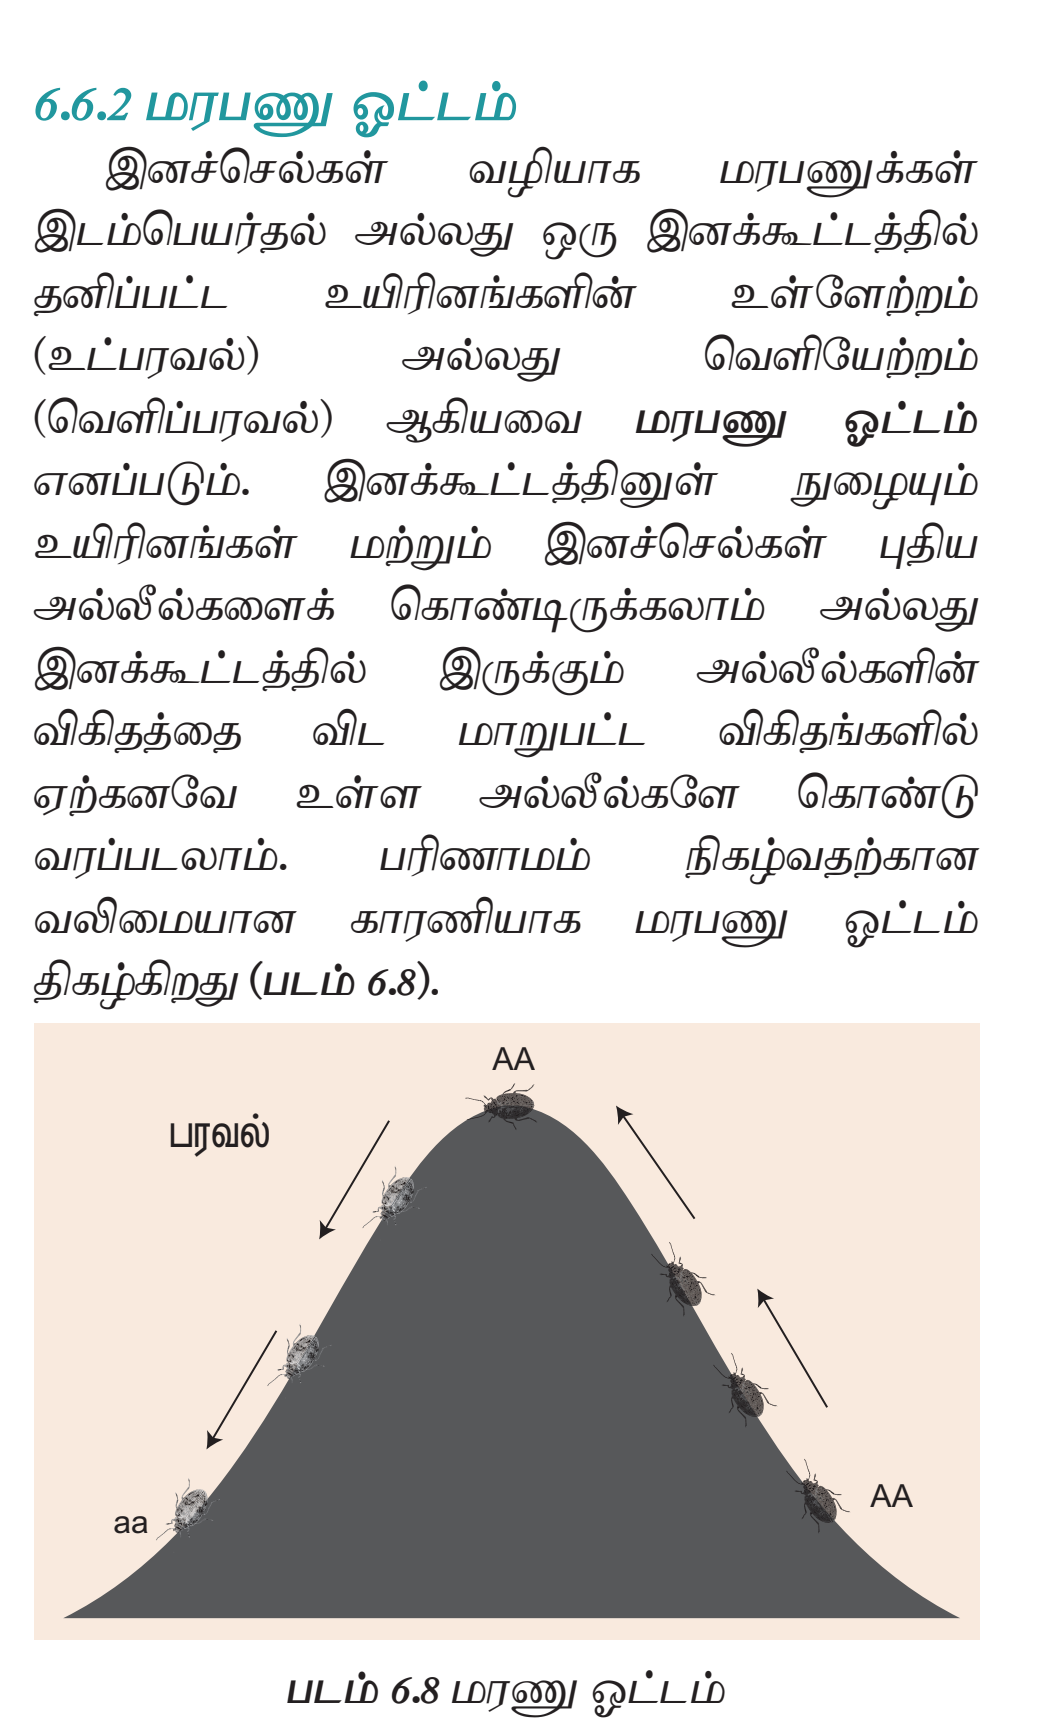 6.6.2 மரபணு ஓட்டம்
இனச்செல்கள் வழியாக மரபணுக்கள்
இடம்பெயர்தல் அல்லது ஒரு இனக்கூட்டத்தில்
தனிப்பட்ட உயிரினங்களின் உள்ளேற்றம்
(உட்பரவல்) அல்லது வெளியேற்றம்
(வெளிப்பரவல்) ஆகியவை மரபணு ஓட்டம்
எனப்படும். இனக்கூட்டத்தினுள் நுழையும்
உயிரினங்கள் மற்றும் இனச்செல்கள் புதிய
அல்லீல்களைக் கொண்டிருக்கலாம் அல்லது
இனக்கூட்டத்தில் இருக்கும் அல்லீல்களின்
விகிதத்தை விட மாறுபட்ட விகிதங்களில்
ஏற்கனவே உள்ள அல்லீல்களே கொண்டு
வரப்படலாம். பரிணாமம் நிகழ்வதற்கான
வலிமையான காரணியாக மரபணு ஓட்டம்
திகழ்கிறது (படம் 6.8).
AA
பரவல்
AA
aa
படம் 6.8 மரணு ஓட்டம்